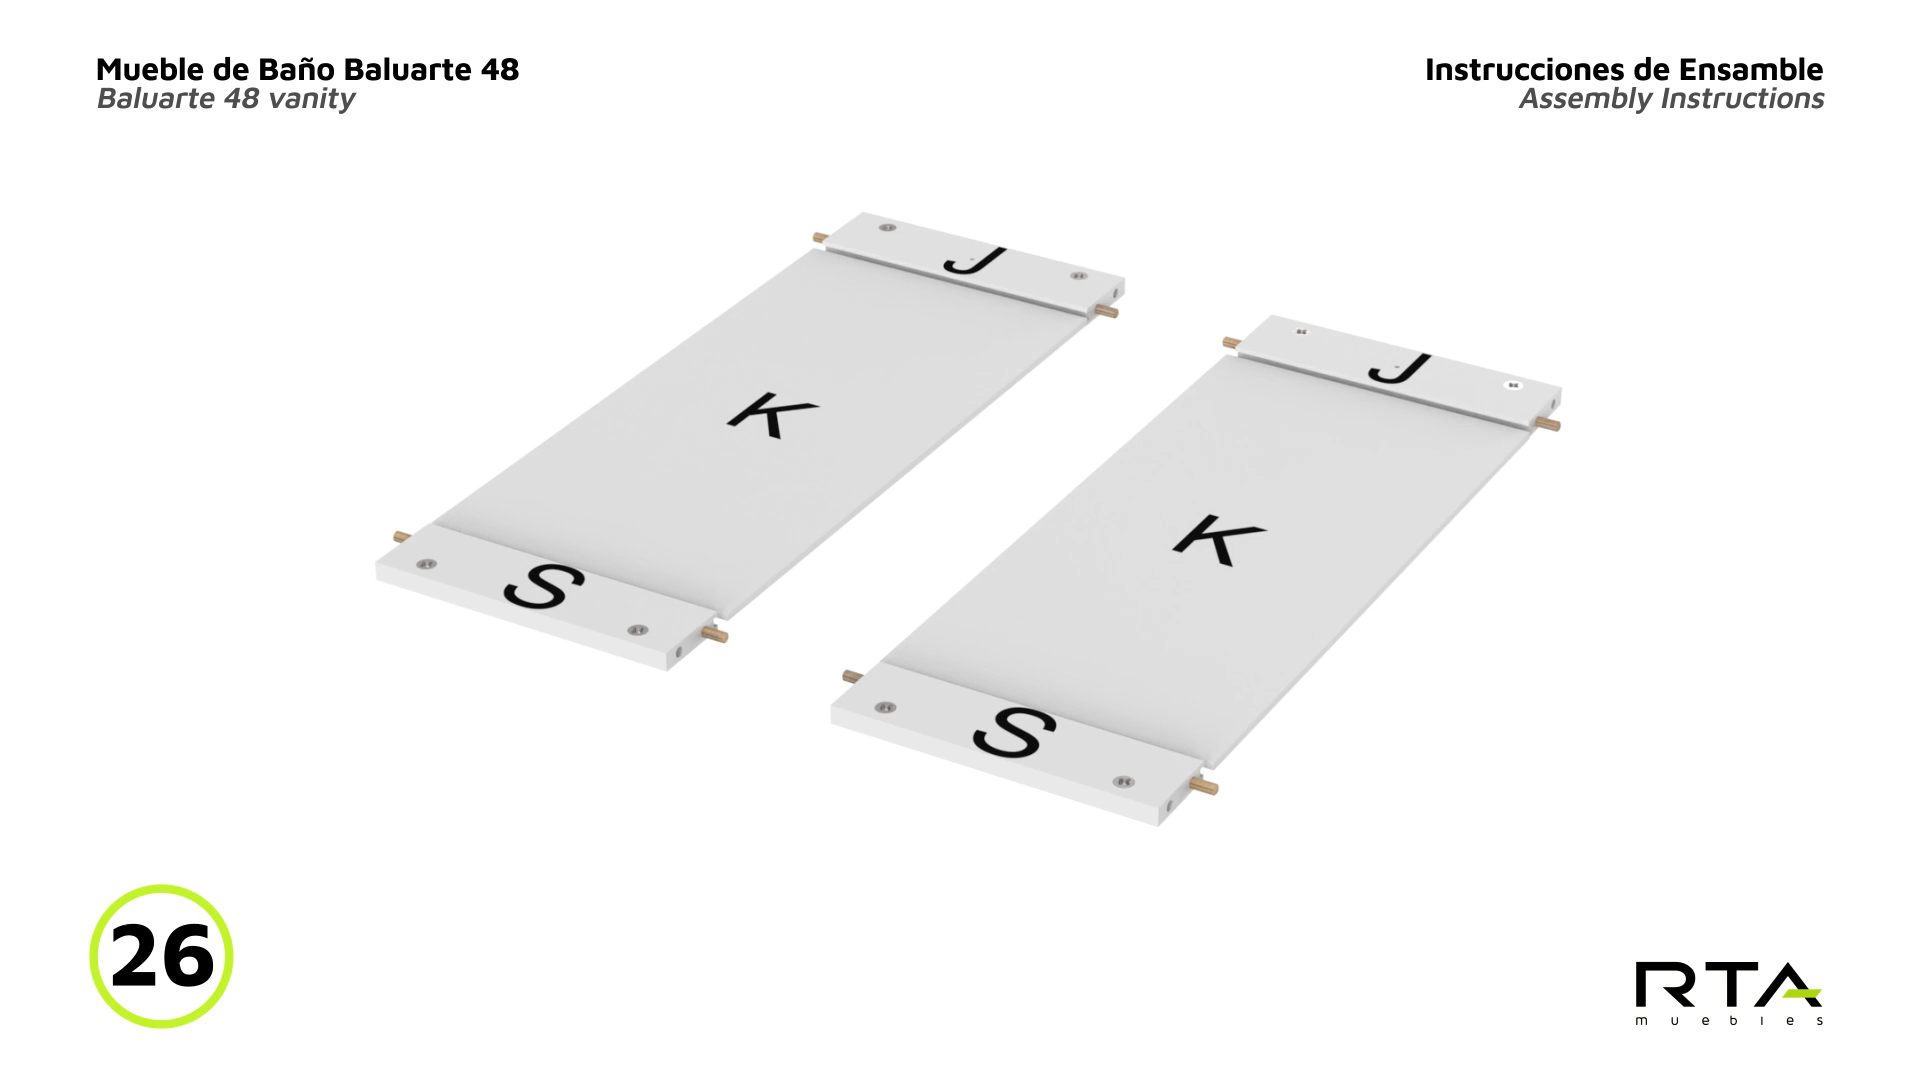 Mueble de Baño Baluarte 48
Baluarte 48 vanity
Instrucciones de Ensamble
Assembly Instructions
J
K
S
J
K
S
26
RTA
muebles